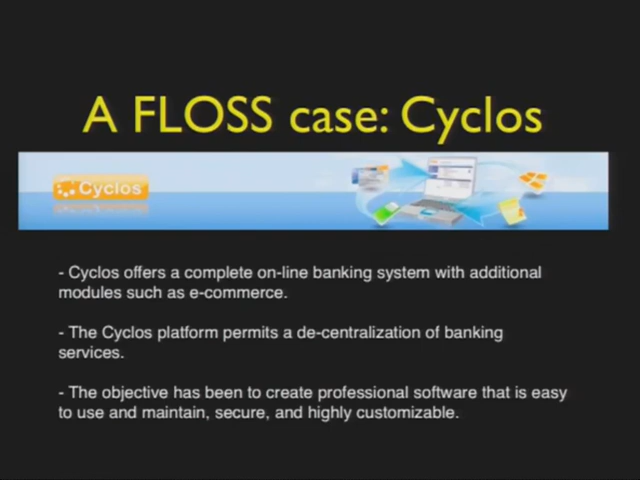 A FLOSS case: Cyclos
Cyclos
- Cyclos offers a complete on-line banking system with additional
modules such as e-commerce.
- The Cyclos platform permits a de-centralization of banking
services.
- The objective has been to create professional software that is easy
to use and maintain, secure, and highly customizable.